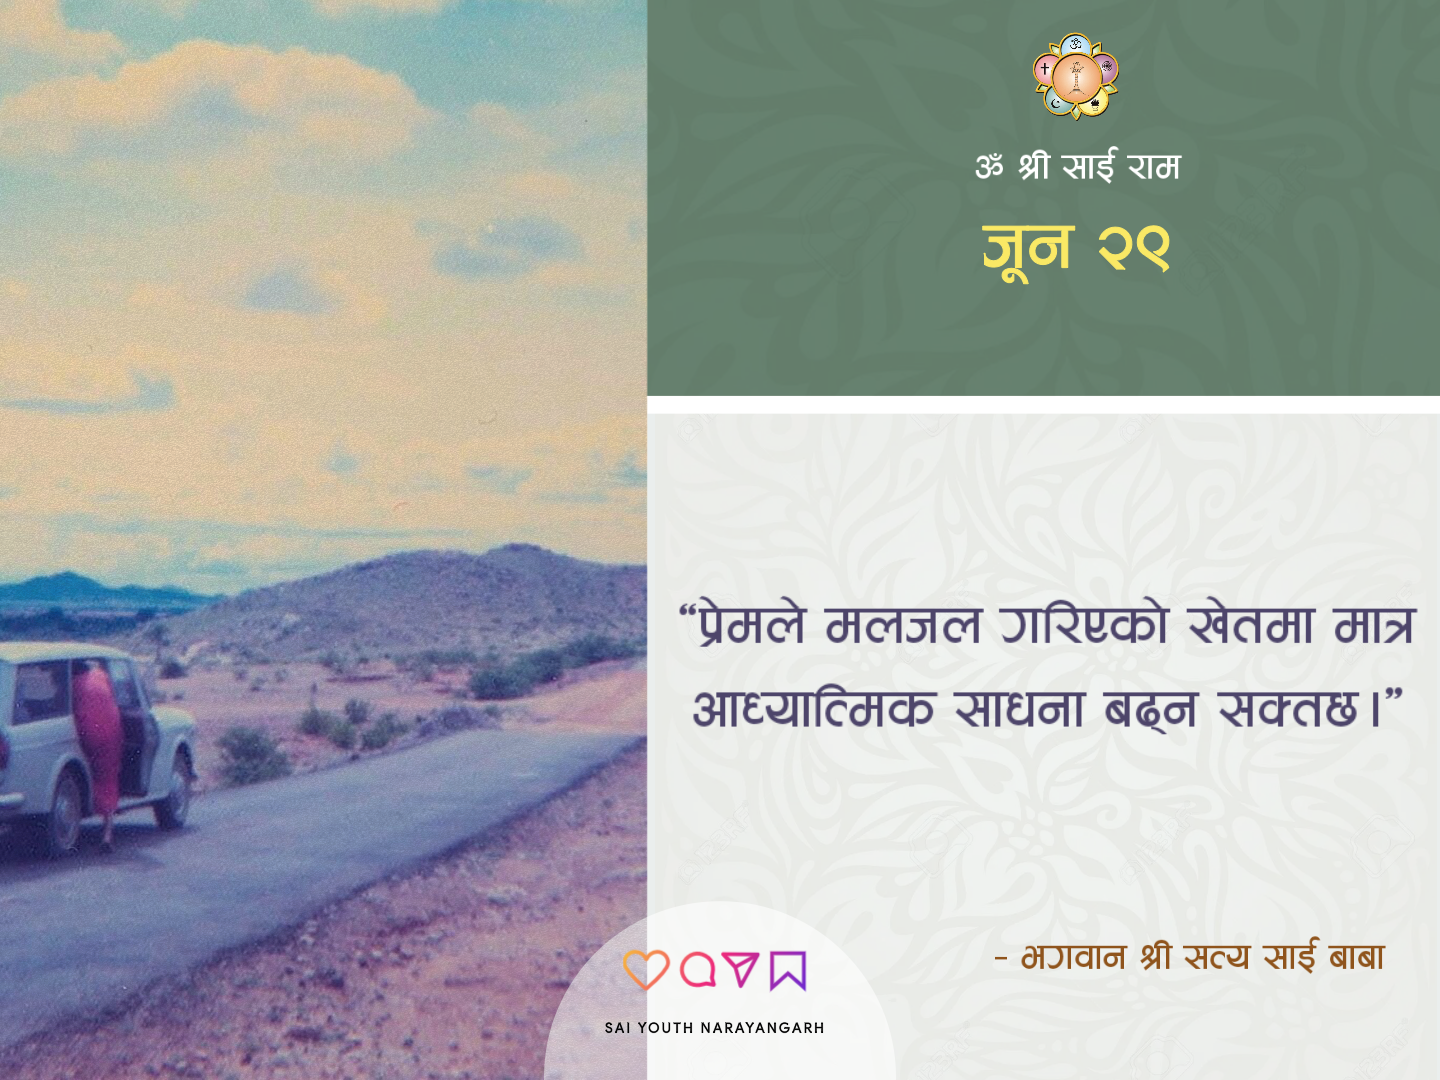 ॐ श्री साई राम
जून २९
“प्रेमले मलजल गरिएको खेतमा मात्र
आध्यात्मिक साधना बढ्न सक्तछ।”
- भगवान श्री सत्य साई बाबा
SAI YOUTH NARAYANGARH